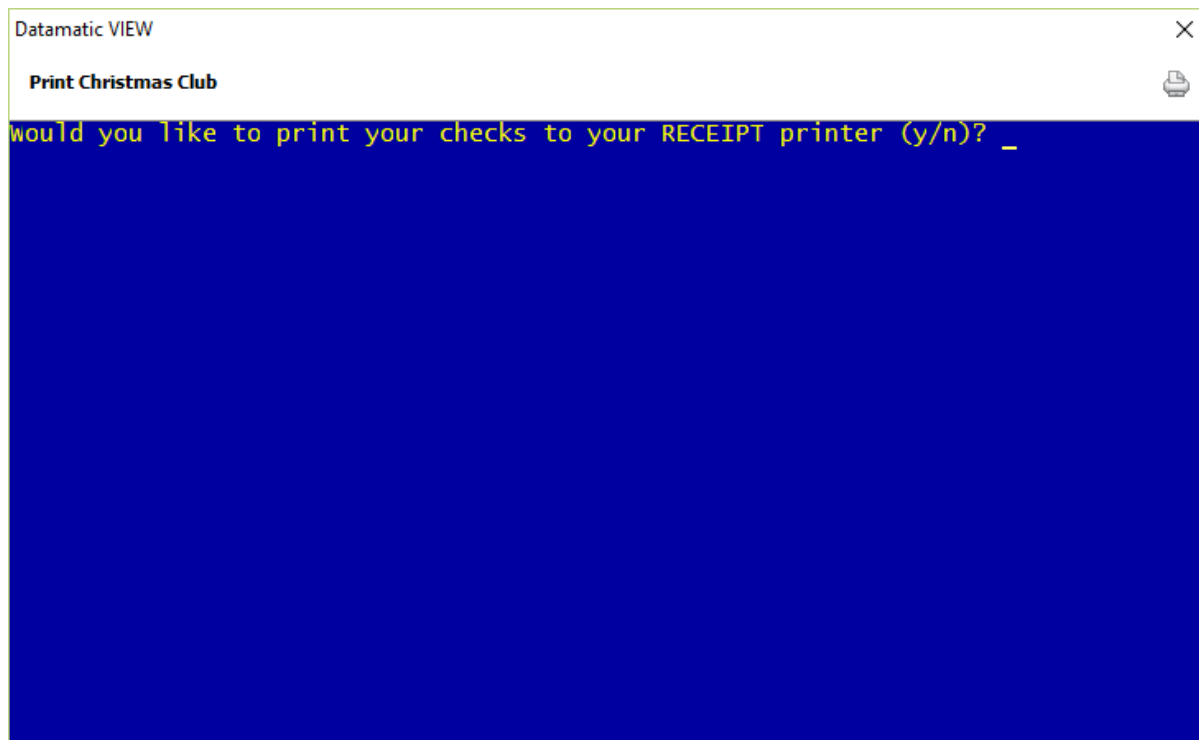 Datamatic VIEW
Print Christmas Club
Would you like to print your checks to your RECEIPT printer (y/n)? _